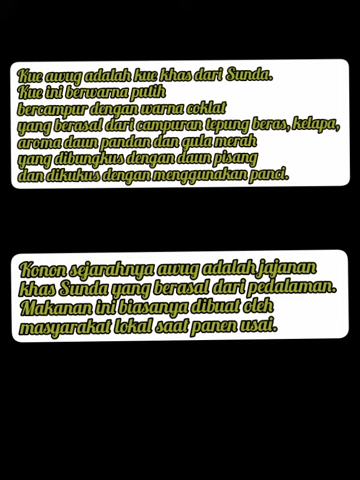 Kue awug adalah kue khas dari Sunda.
Kue ini berwarna putih
bercampur dengan warna coklat
yang berasal dari campuran tepung beras, kelapa,
aroma daun pandan dan gula merah
yang dibungkus dengan daun pisang
dan dikukus dengan menggunakan panci.
Konon sejarahnya awug adalah jajanan
khas Sunda yang berasal dari pedalaman.
Makanan ini biasanya dibuat oleh
masyarakat lokal saat panen usai.